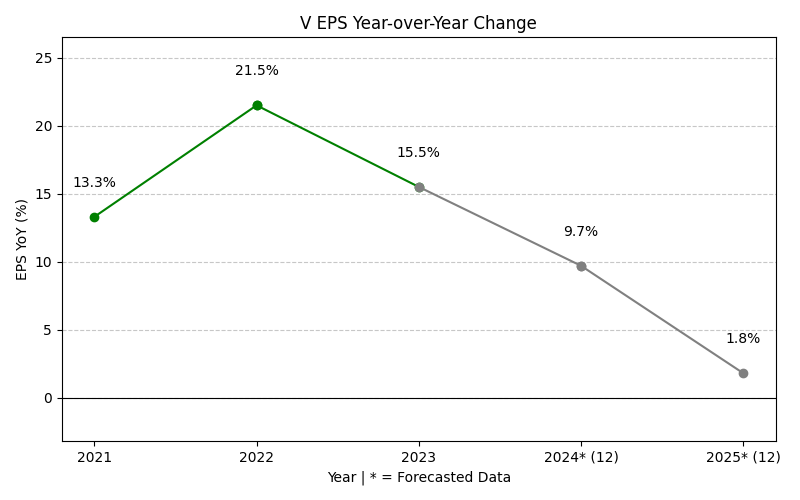 V EPS Year-over-Year Change
25
21.5%
20
15.5%
13.3%
15
9.7%
10
5
1.8%
0
EPS YoY (%)
2021 2022 2023 2024* (12) 2025* (12)
Year | * = Forecasted Data